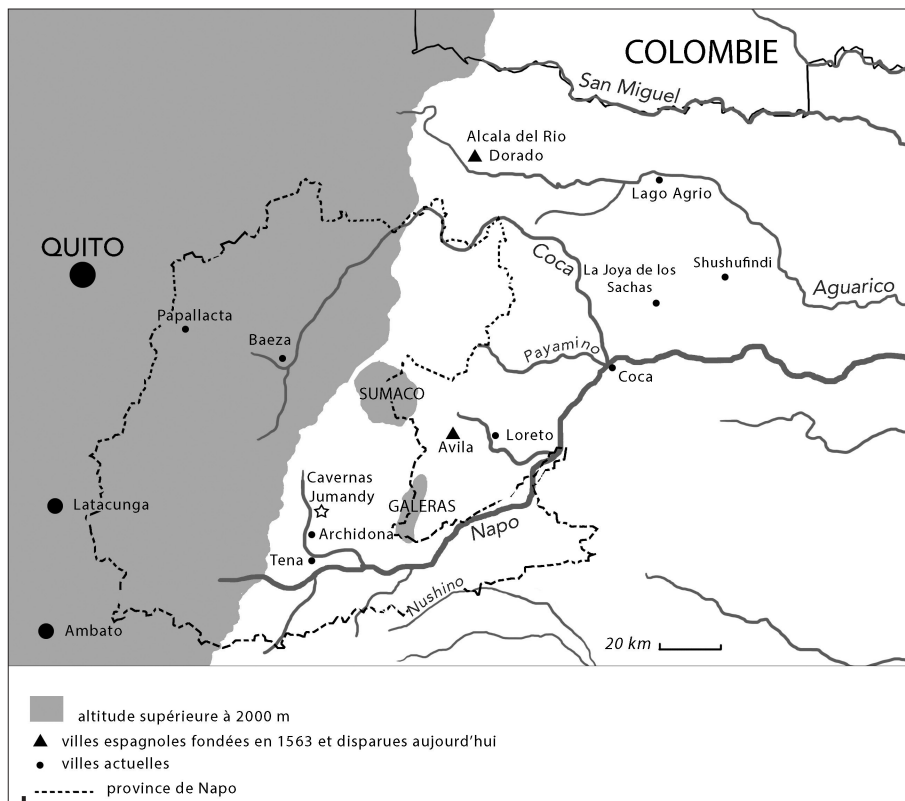 COLOMBIE
San Miguel
Alcala del Rio
Dorado
Lago Agrio
QUITO
Coca
La Joya de los
Sachas
Shushufindi
Aguarico
Papallacta
Baeza
Payamino
Coca
SUMACO
Avila
Loreto
Cavernas
Jumandy
GALERAS
Latacunga
Archidona
Napo
Tena
Nushino
Ambato
20 km
altitude supérieure à 2000 m
villes espagnoles fondées en 1563 et disparues aujourd'hui
villes actuelles
province de Napo